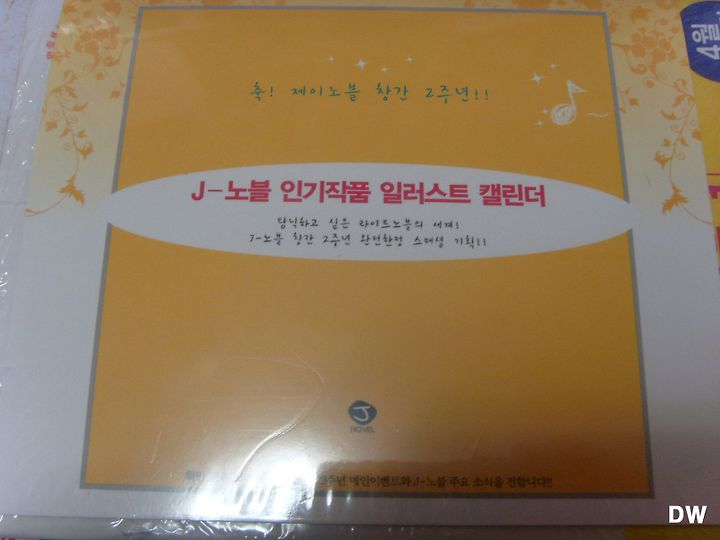 4월
축! 제이노블 창간 2주년!!
J-노블 인기작품 일러스트 캘린더
탐닉하고 싶은 라이트노블의 세계!
J-노블 창간 2주년 완전한정 스페셜 기획!!
J
NOVEL
2주년 메인이벤트와 J-노블 주요 소식을 전합니다!!
DW